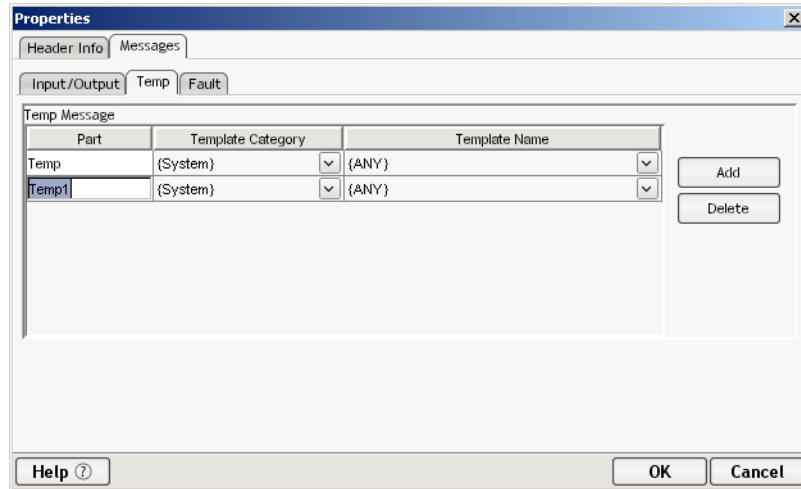 Properties
Header Info Messages
Input/Output Temp Fault
Temp Message
Part Template Category Template Name
Temp {System} {ANY}
Add
Temp1 {System} {ANY}
Delete
Help ?
OK Cancel